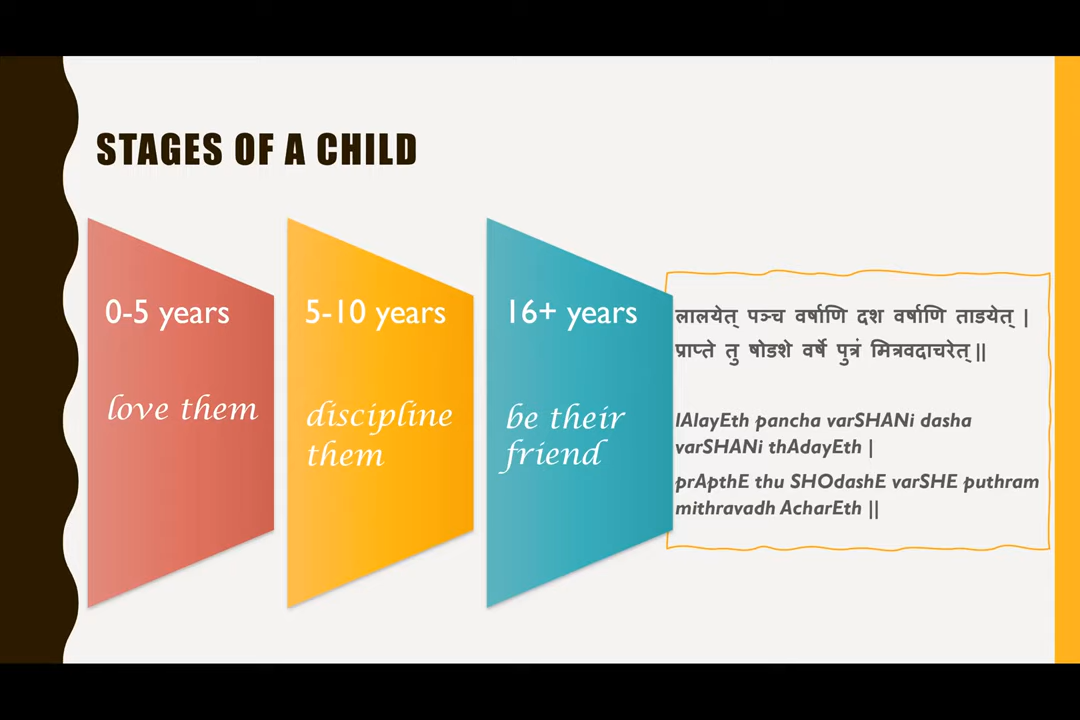 STAGES OF A CHILD
0-5 years
love them
5-10 years
discipline
them
16+ years
be their
friend
लालयेत् पञ्च वर्षाणि दश वर्षाणि ताडयेत् |
प्राप्ते तु षोडशे वर्षे पुत्रं मित्रवदाचरेत् ||
lAlayEth pancha varSHANi dasha
varSHANi thAdayEth |
prApthE thu SHOdashE varSHE puthram
mithravadh AcharEth ||